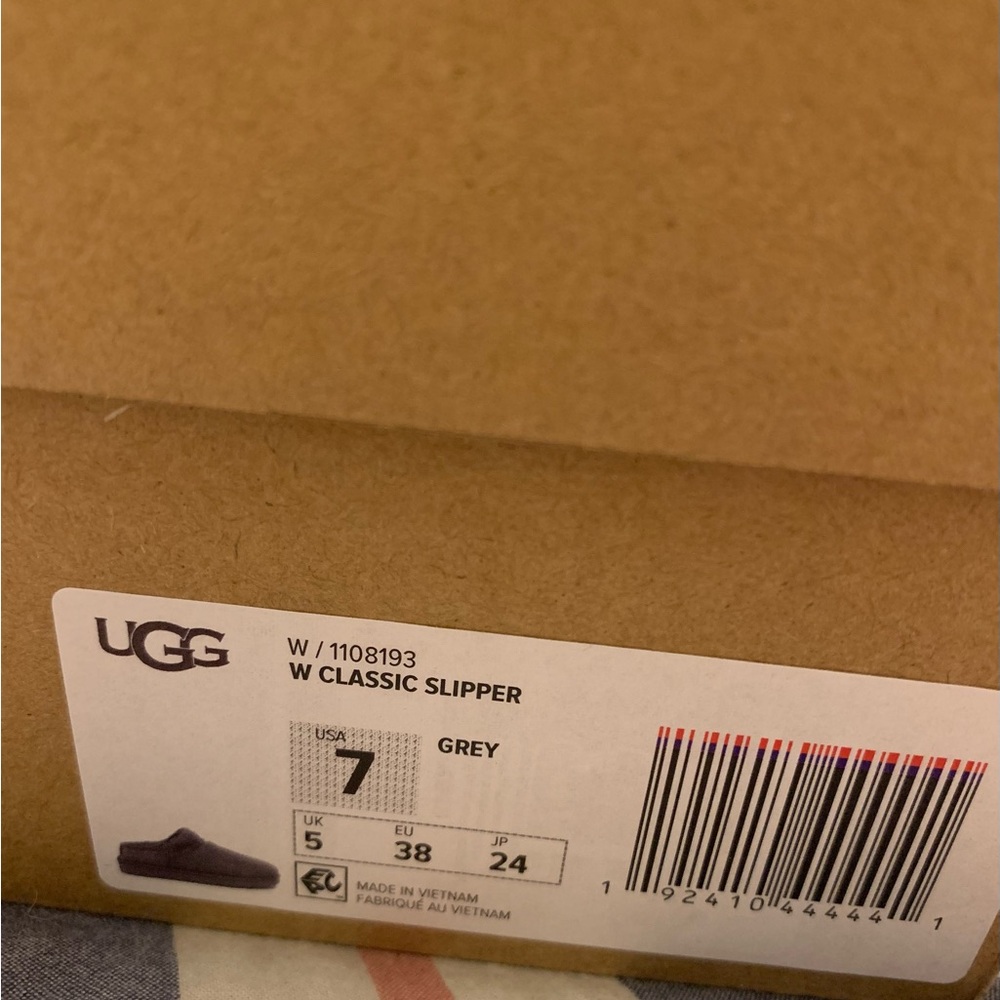 UGG
W / 1108193
W CLASSIC SLIPPER
USA
7
GREY
UK
5
EU
38
JP
24
MADE IN VIETNAM
FABRIQUÉ AU VIETNAM
1 92410 44444 1